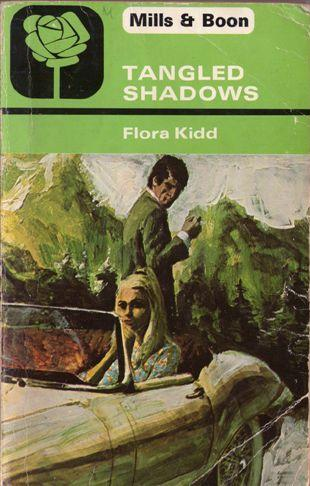 Mills & Boon
TANGLED
SHADOWS
Flora Kidd